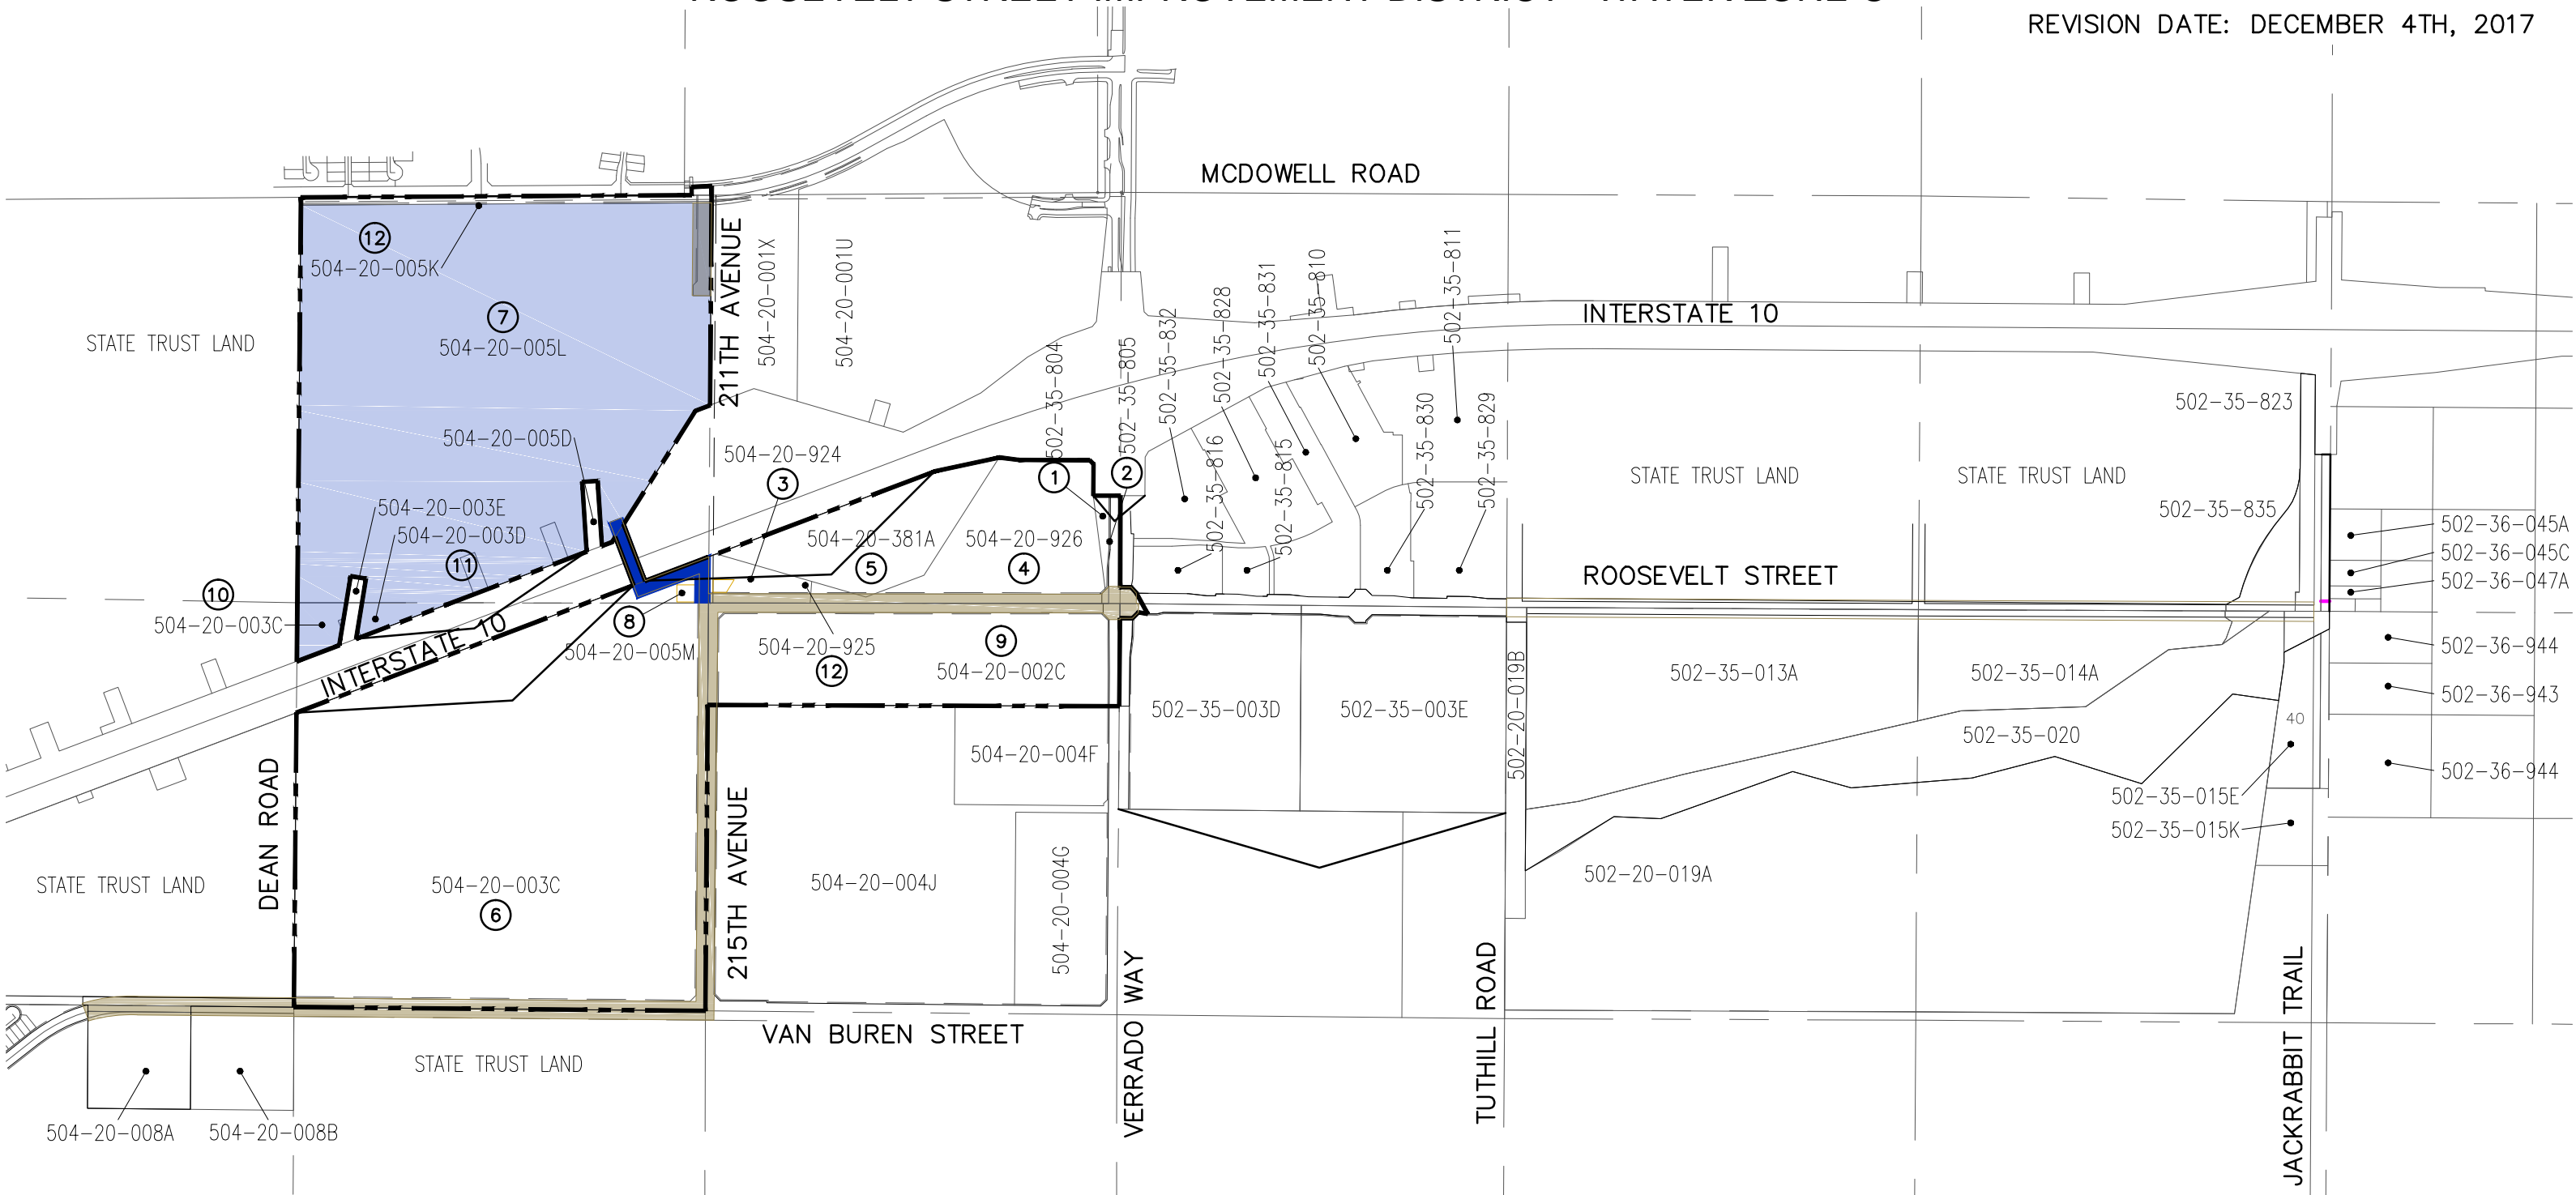 REVISION DATE: DECEMBER 4TH, 2017
MCDOWELL ROAD
12
504-20-005K
7
504-20-005L
STATE TRUST LAND
211TH AVENUE
504-20-001X
504-20-001U
INTERSTATE 10
502-35-804
502-35-805
502-35-832
502-35-828
502-35-831
502-35-810
502-35-811
502-35-823
504-20-005D
504-20-924
3
1
2
502-35-816
502-35-815
502-35-830
502-35-829
STATE TRUST LAND
STATE TRUST LAND
504-20-003E
504-20-003D
11
504-20-381A
5
504-20-926
4
502-35-835
502-36-045A
502-36-045C
502-36-047A
ROOSEVELT STREET
10
504-20-003C
INTERSTATE 10
8
504-20-005M
504-20-925
12
9
504-20-002C
502-36-944
502-36-943
502-36-944
502-35-003D
502-35-003E
502-20-019B
502-35-013A
502-35-014A
502-35-020
40
504-20-004F
502-35-015E
502-35-015K
DEAN ROAD
STATE TRUST LAND
504-20-003C
6
215TH AVENUE
504-20-004J
504-20-004G
502-20-019A
VAN BUREN STREET
VERRADO WAY
TUTHILL ROAD
JACKRABBIT TRAIL
STATE TRUST LAND
504-20-008A
504-20-008B